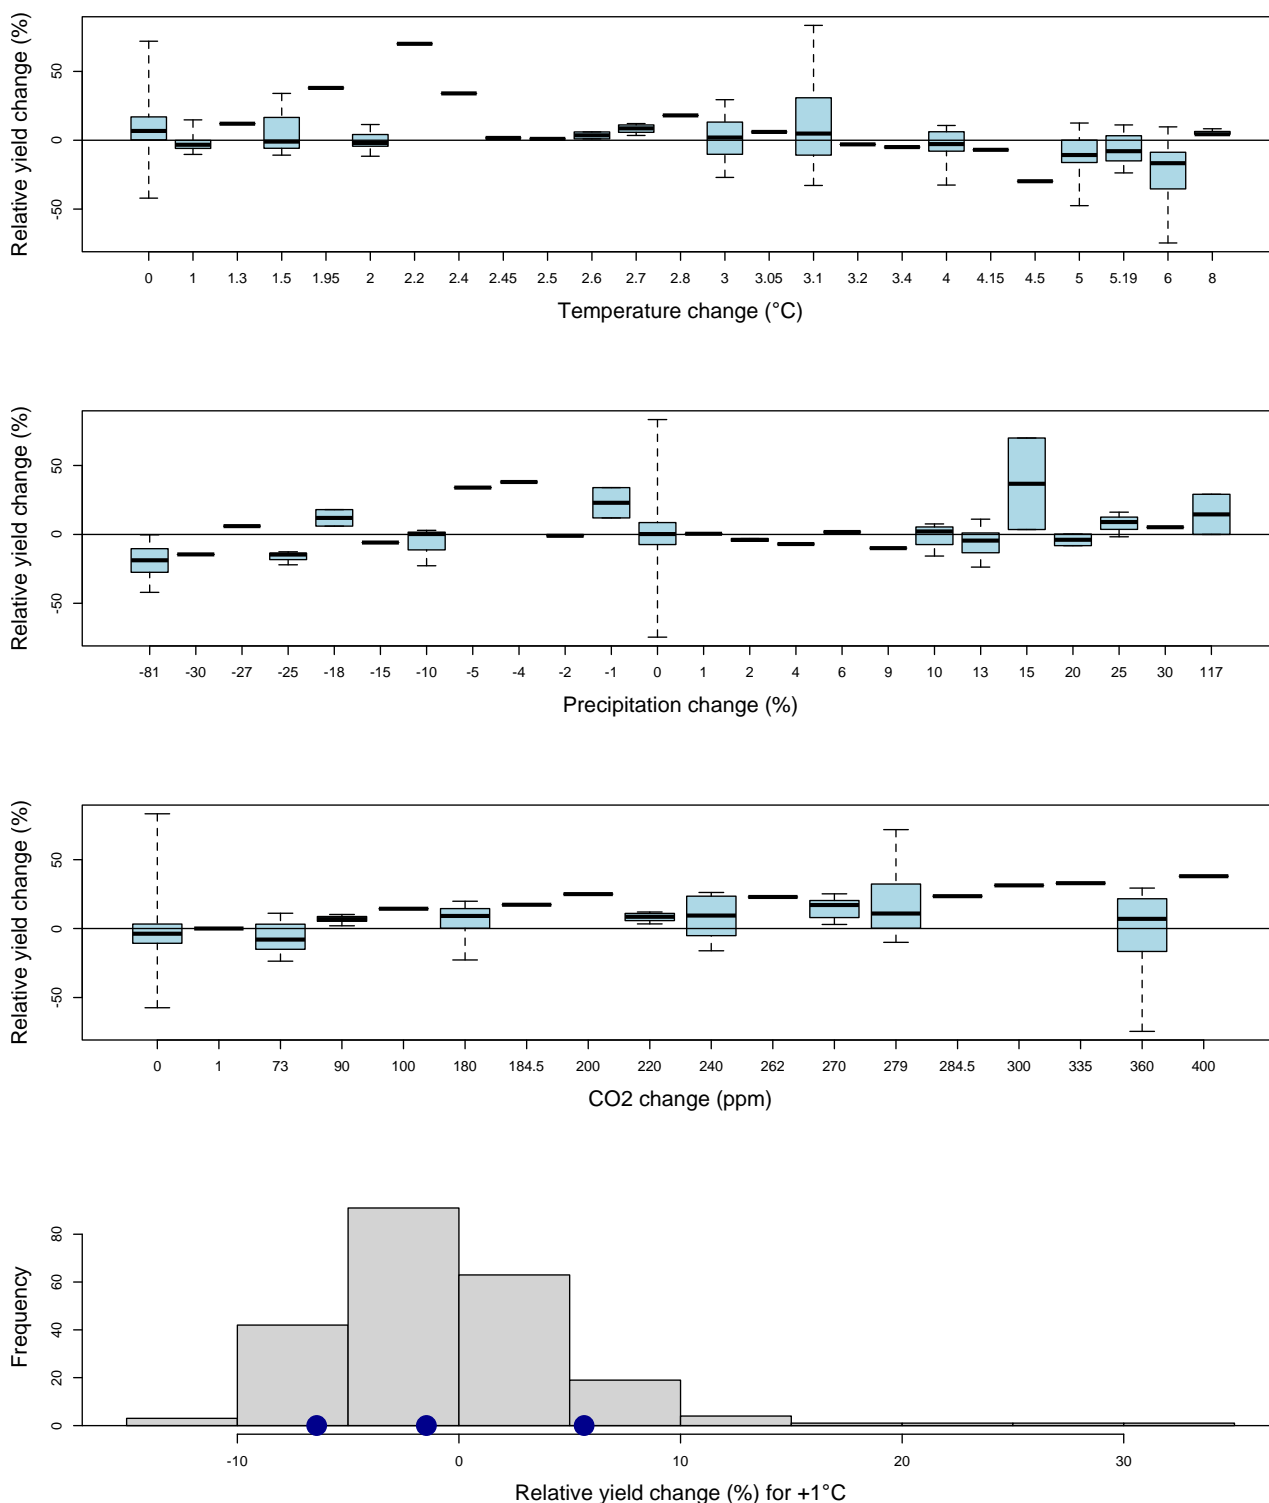 Relative yield change (%)
50
0
-50
0 1 1.3 1.5 1.95 2 2.2 2.4 2.45 2.5 2.6 2.7 2.8 3 3.05 3.1 3.2 3.4 4 4.15 4.5 5 5.19 6 8
Temperature change (°C)
Relative yield change (%)
50
0
-50
-81 -30 -27 -25 -18 -15 -10 -5 -4 -2 -1 0 1 2 4 6 9 10 13 15 20 25 30 117
Precipitation change (%)
Relative yield change (%)
50
0
-50
0 1 73 90 100 180 184.5 200 220 240 262 270 279 284.5 300 335 360 400
CO2 change (ppm)
Frequency
80
60
40
20
0
-10 0 10 20 30
Relative yield change (%) for +1°C